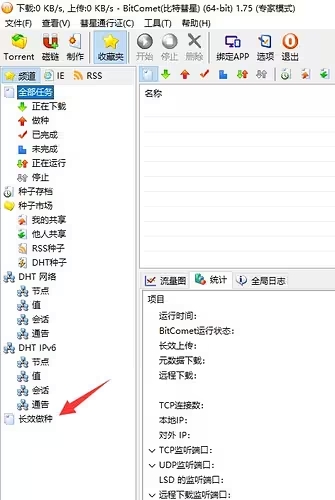 下载:0 KB/s, 上传:0 KB/s - BitComet(比特彗星) (64-bit) 1.75 (专家模式)
文件(F) 查看(V) 彗星通行证(C) 工具(T) 帮助(H)
Torrent 磁链 制作 收藏夹 开始 停止 删除 绑定APP 选项 退出
频道 IE RSS
全部任务
正在下载
做种
已完成
未完成
正在运行
停止
种子存档
种子市场
我的共享
他人共享
RSS种子
DHT种子
DHT 网络
节点
值
会话
通告
DHT IPv6
节点
值
会话
通告
长效做种
名称
流量图 统计 全局日志
项目
运行时间:
BitComet运行状态:
长效上传:
元数据下载:
远程下载:
TCP连接数:
本地IP:
对外 IP:
TCP监听端口:
UDP监听端口:
LSD 的监听端口:
远程下载监听端口: